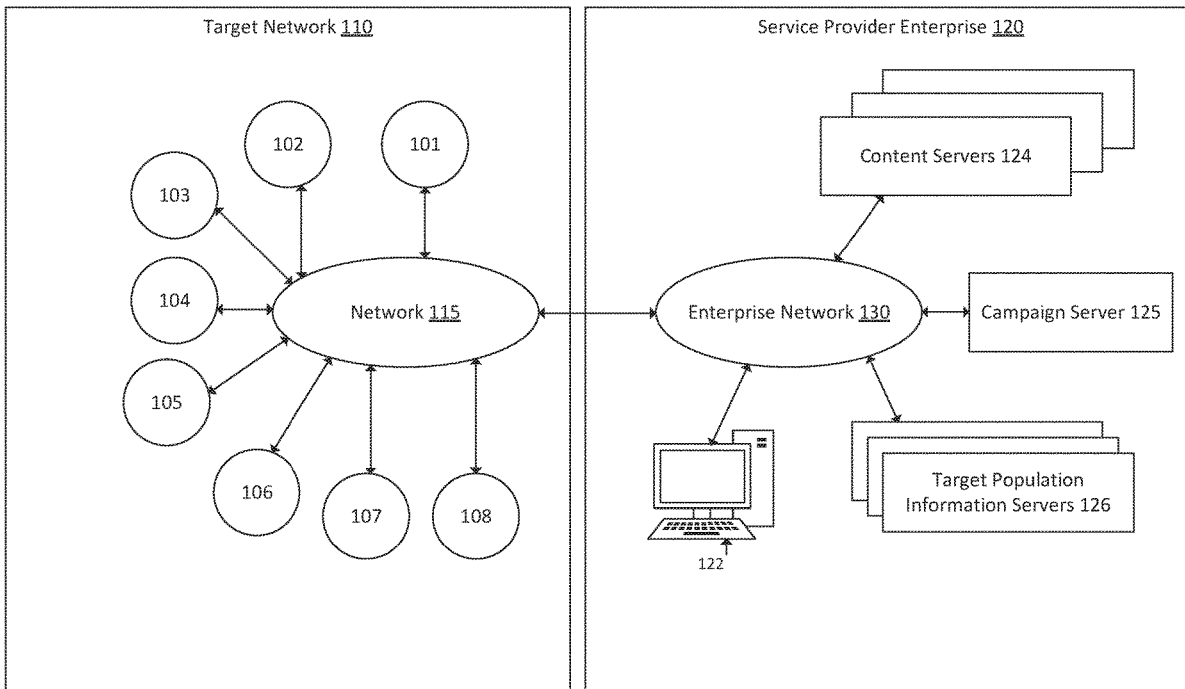 Target Network 110
102
101
103
104
Network 115
105
106
107
108
Service Provider Enterprise 120
Content Servers 124
Enterprise Network 130
Campaign Server 125
Target Population
Information Servers 126
122